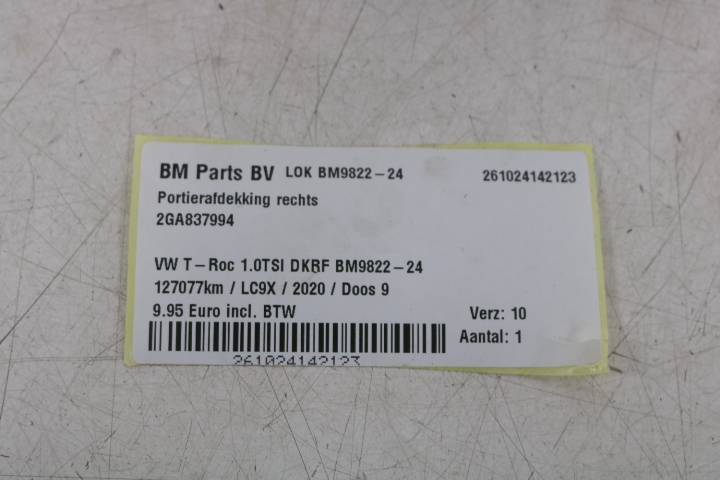 BM Parts BV LOK BM9822-24 261024142123
Portierafdekking rechts
2GA837994
VW T-Roc 1.0TSI DKRF BM9822-24
127077km / LC9X / 2020 / Doos 9
9.95 Euro incl. BTW Verz: 10
Aantal: 1
261024142123